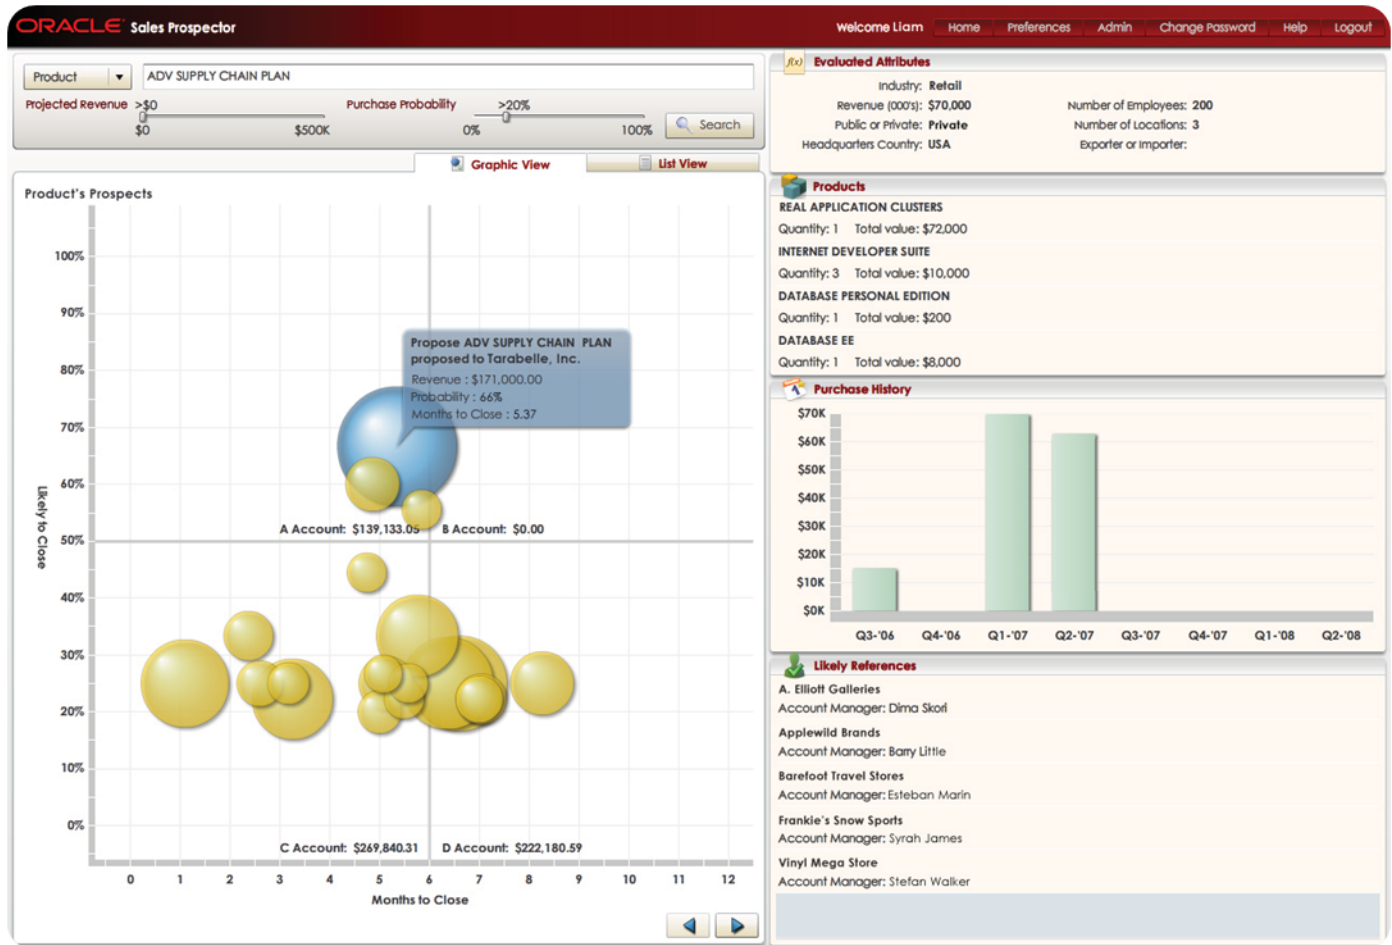 ORACLE Sales Prospector
Welcome Liam Home Preferences Admin Change Password Help Logout
Product ADV SUPPLY CHAIN PLAN
Projected Revenue >$0 Purchase Probability >20%
$0 $500K 0% 100% Search
Graphic View List View
Product's Prospects
100%
90%
80%
70%
60%
50%
40%
30%
20%
10%
0%
Likely to Close
Propose ADV SUPPLY CHAIN PLAN
proposed to Tarabelle, Inc.
Revenue : $171,000.00
Probability : 66%
Months to Close : 5.37
A Account: $139,133.05 B Account: $0.00
C Account: $269,840.31 D Account: $222,180.59
0 1 2 3 4 5 6 7 8 9 10 11 12
Months to Close
f(x) Evaluated Attributes
Industry: Retail
Revenue (000's): $70,000 Number of Employees: 200
Public or Private: Private Number of Locations: 3
Headquarters Country: USA Exporter or Importer:
Products
REAL APPLICATION CLUSTERS
Quantity: 1 Total value: $72,000
INTERNET DEVELOPER SUITE
Quantity: 3 Total value: $10,000
DATABASE PERSONAL EDITION
Quantity: 1 Total value: $200
DATABASE EE
Quantity: 1 Total value: $8,000
Purchase History
$70K
$60K
$50K
$40K
$30K
$20K
$10K
$0K
Q3-'06 Q4-'06 Q1-'07 Q2-'07 Q3-'07 Q4-'07 Q1-'08 Q2-'08
Likely References
A. Elliott Galleries
Account Manager: Dima Skori
Applewild Brands
Account Manager: Barry Little
Barefoot Travel Stores
Account Manager: Esteban Marin
Frankie's Snow Sports
Account Manager: Syrah James
Vinyl Mega Store
Account Manager: Stefan Walker